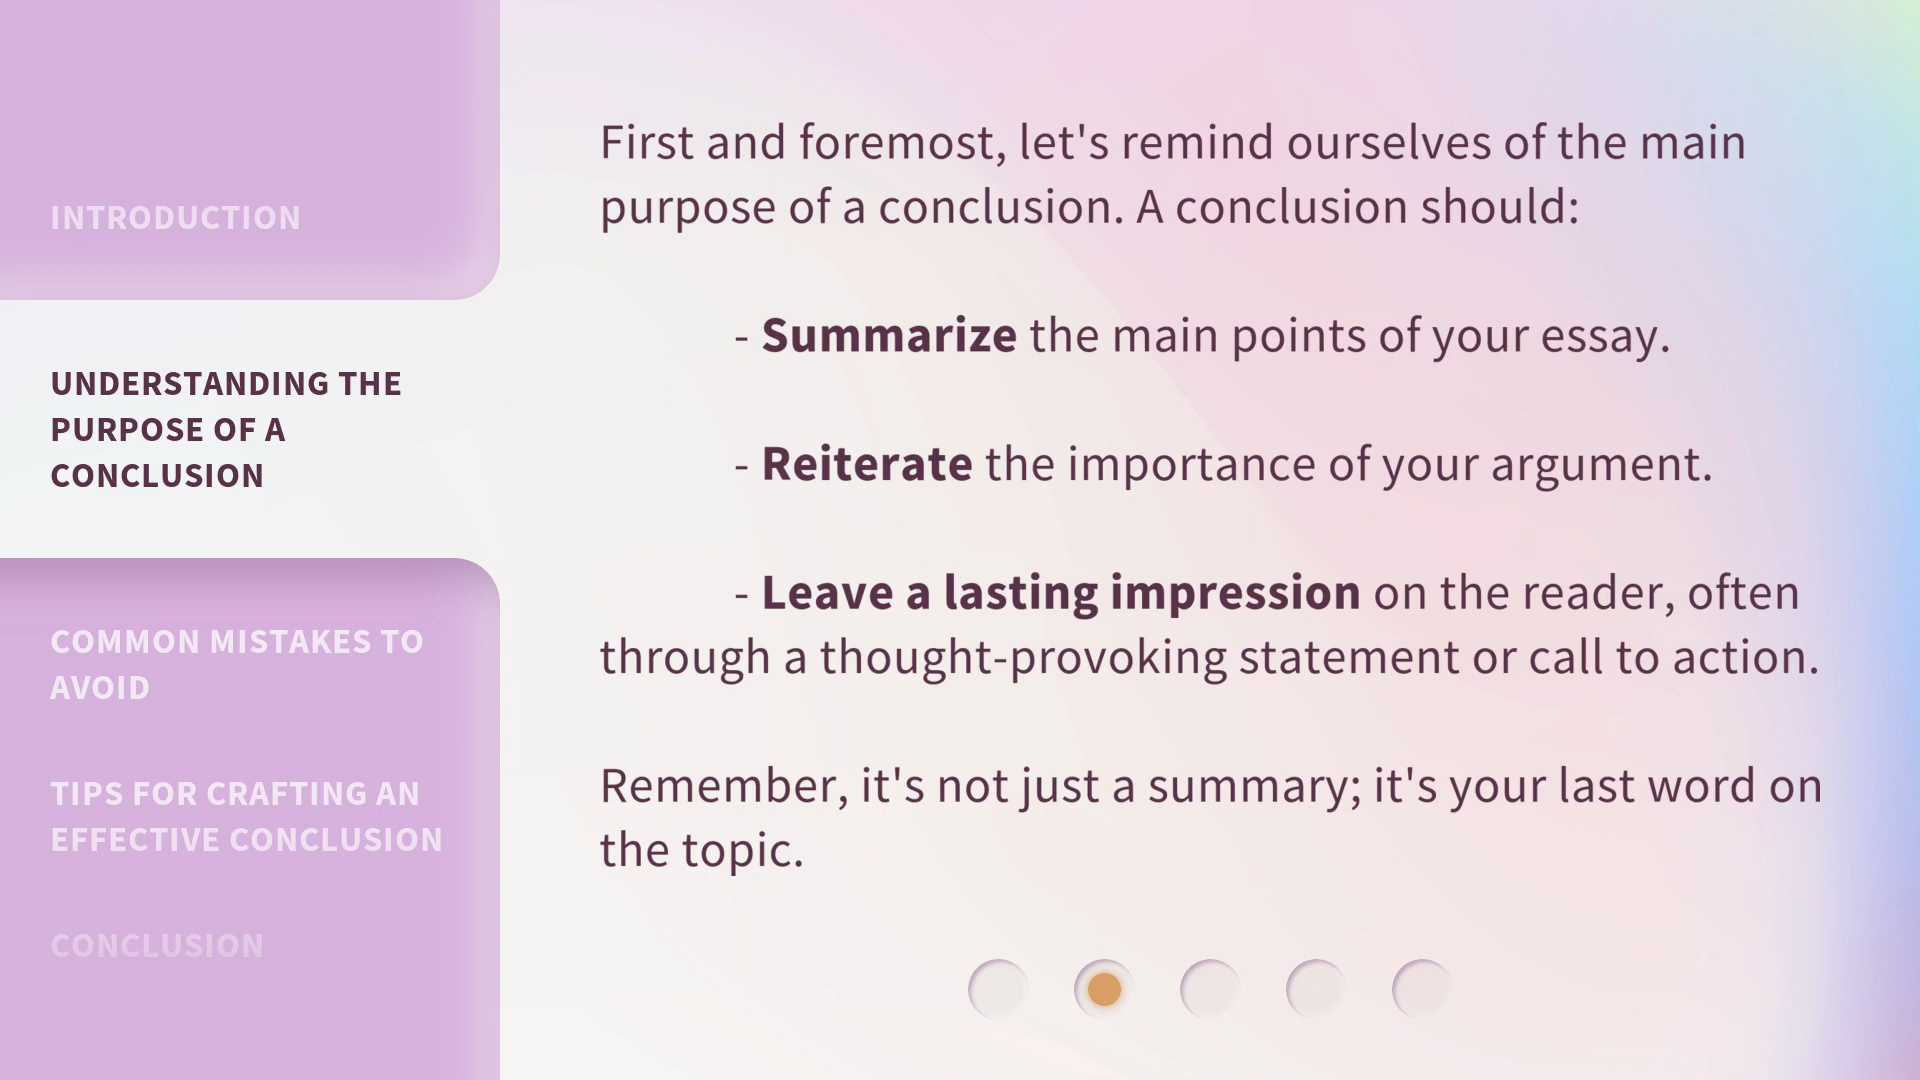 INTRODUCTION
UNDERSTANDING THE
PURPOSE OF A
CONCLUSION
COMMON MISTAKES TO
AVOID
TIPS FOR CRAFTING AN
EFFECTIVE CONCLUSION
CONCLUSION
First and foremost, let's remind ourselves of the main
purpose of a conclusion. A conclusion should:
- Summarize the main points of your essay.
- Reiterate the importance of your argument.
- Leave a lasting impression on the reader, often
through a thought-provoking statement or call to action.
Remember, it's not just a summary; it's your last word on
the topic.